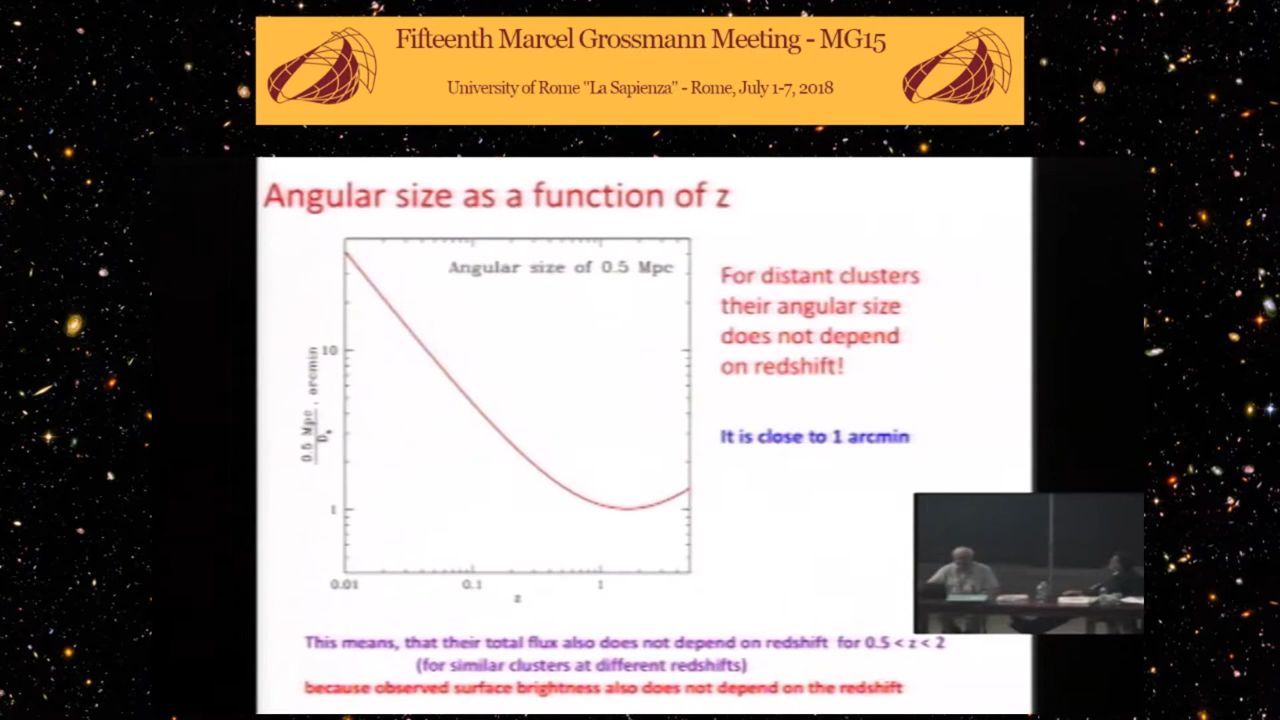 Fifteenth Marcel Grossmann Meeting - MG15
University of Rome "La Sapienza" - Rome, July 1-7, 2018
Angular size as a function of z
Angular size of 0.5 Mpc
For distant clusters
their angular size
does not depend
on redshift!
It is close to 1 arcmin
10
1
0.5 Mpc
, arcmin
0.01
0.1
1
z
This means, that their total flux also does not depend on redshift for 0.5 < z < 2
(for similar clusters at different redshifts)
because observed surface brightness also does not depend on the redshift